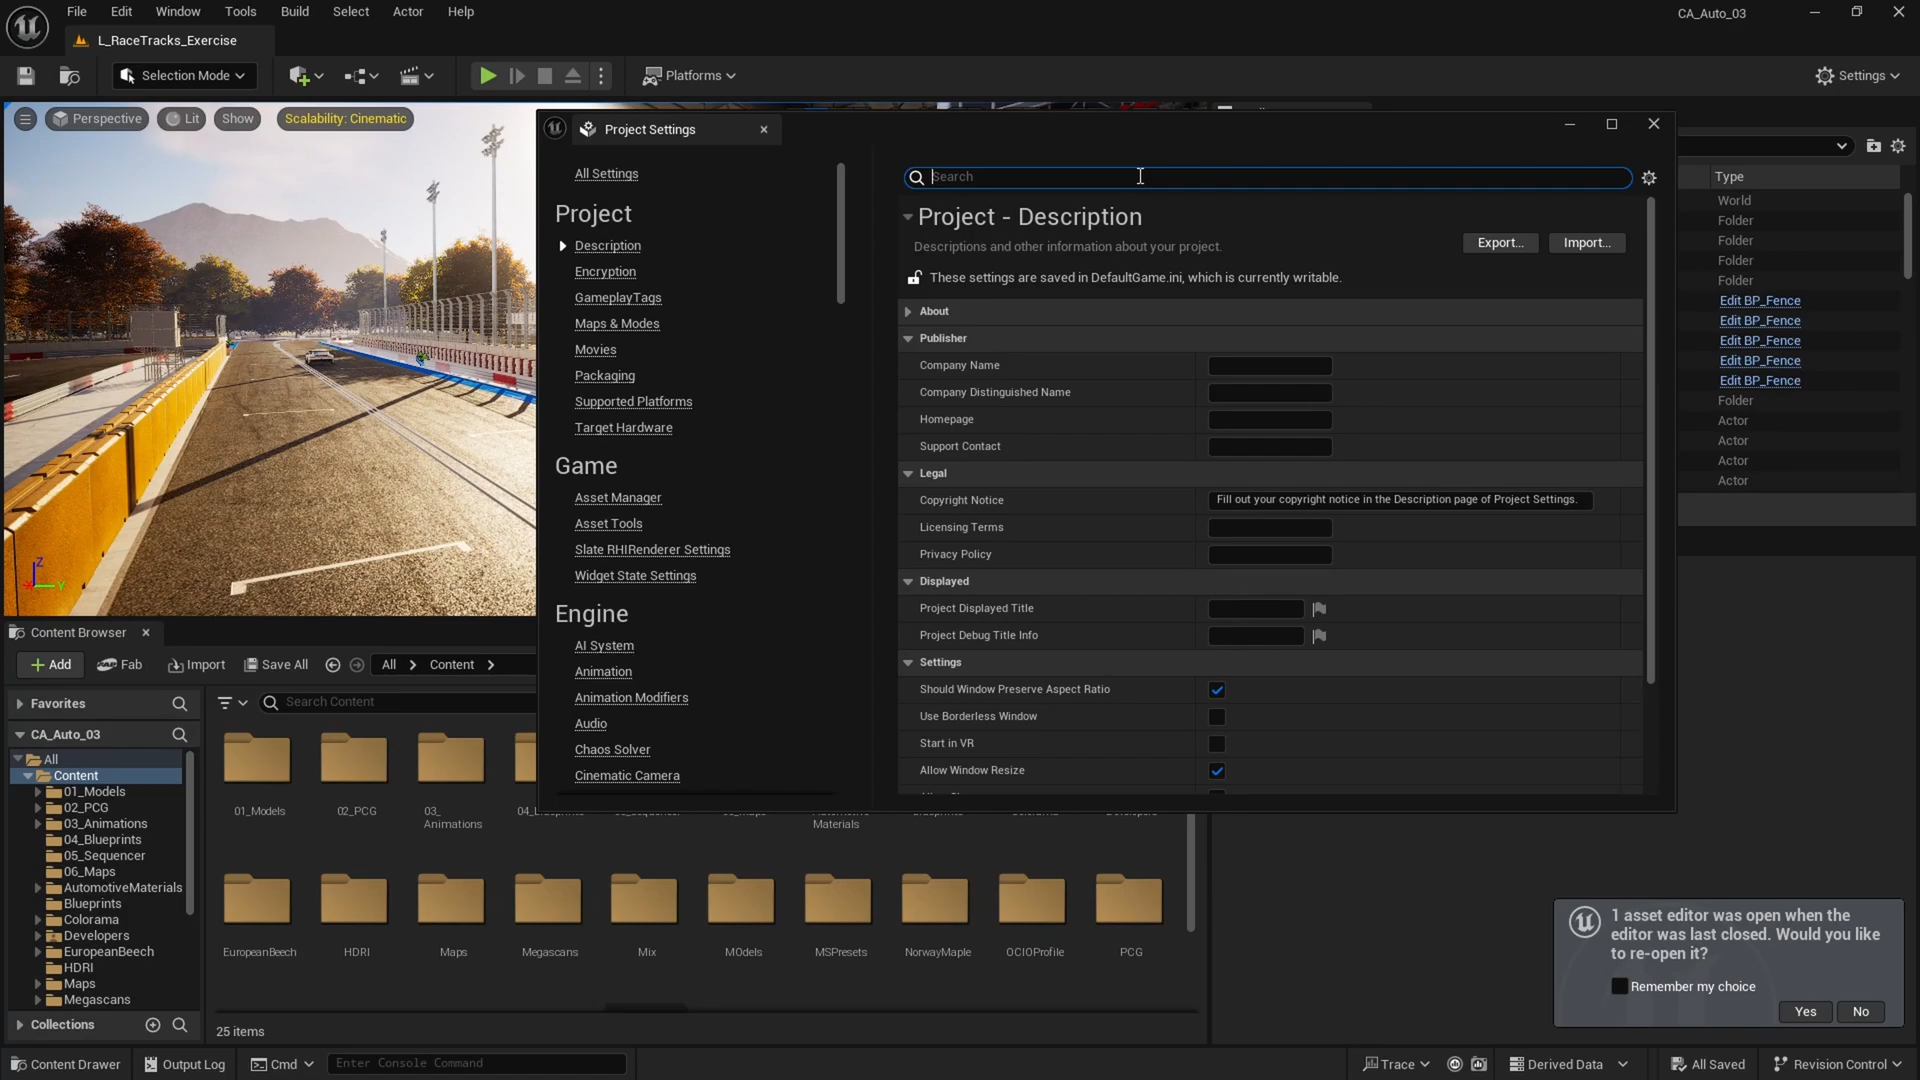 File Edit Window Tools Build Select Actor Help
CA_Auto_03
L_RaceTracks_Exercise
Selection Mode
Platforms
Settings
Perspective Lit Show Scalability: Cinematic
Project Settings
All Settings
Project
Description
Encryption
GameplayTags
Maps & Modes
Movies
Packaging
Supported Platforms
Target Hardware
Game
Asset Manager
Asset Tools
Slate RHIRenderer Settings
Widget State Settings
Engine
AI System
Animation
Animation Modifiers
Audio
Chaos Solver
Cinematic Camera
Search
Project - Description
Descriptions and other information about your project.
Export... Import...
These settings are saved in DefaultGame.ini, which is currently writable.
About
Publisher
Company Name
Company Distinguished Name
Homepage
Support Contact
Legal
Copyright Notice Fill out your copyright notice in the Description page of Project Settings.
Licensing Terms
Privacy Policy
Displayed
Project Displayed Title
Project Debug Title Info
Settings
Should Window Preserve Aspect Ratio
Use Borderless Window
Start in VR
Allow Window Resize
Type
World
Folder
Folder
Folder
Folder
Edit BP_Fence
Edit BP_Fence
Edit BP_Fence
Edit BP_Fence
Edit BP_Fence
Folder
Actor
Actor
Actor
Actor
Z
Y
Content Browser
Add Fab Import Save All All Content
Favorites
Search Content
CA_Auto_03
All
Content
01_Models
02_PCG
03_Animations
04_Blueprints
05_Sequencer
06_Maps
AutomotiveMaterials
Blueprints
Colorama
Developers
EuropeanBeech
HDRI
Maps
Megascans
Collections
01_Models 02_PCG 03_
Animations
Materials
EuropeanBeech HDRI Maps Megascans Mix MOdels MSPresets NorwayMaple OCIOProfile PCG
25 items
1 asset editor was open when the
editor was last closed. Would you like
to re-open it?
Remember my choice
Yes No
Content Drawer Output Log Cmd Enter Console Command
Trace Derived Data All Saved Revision Control